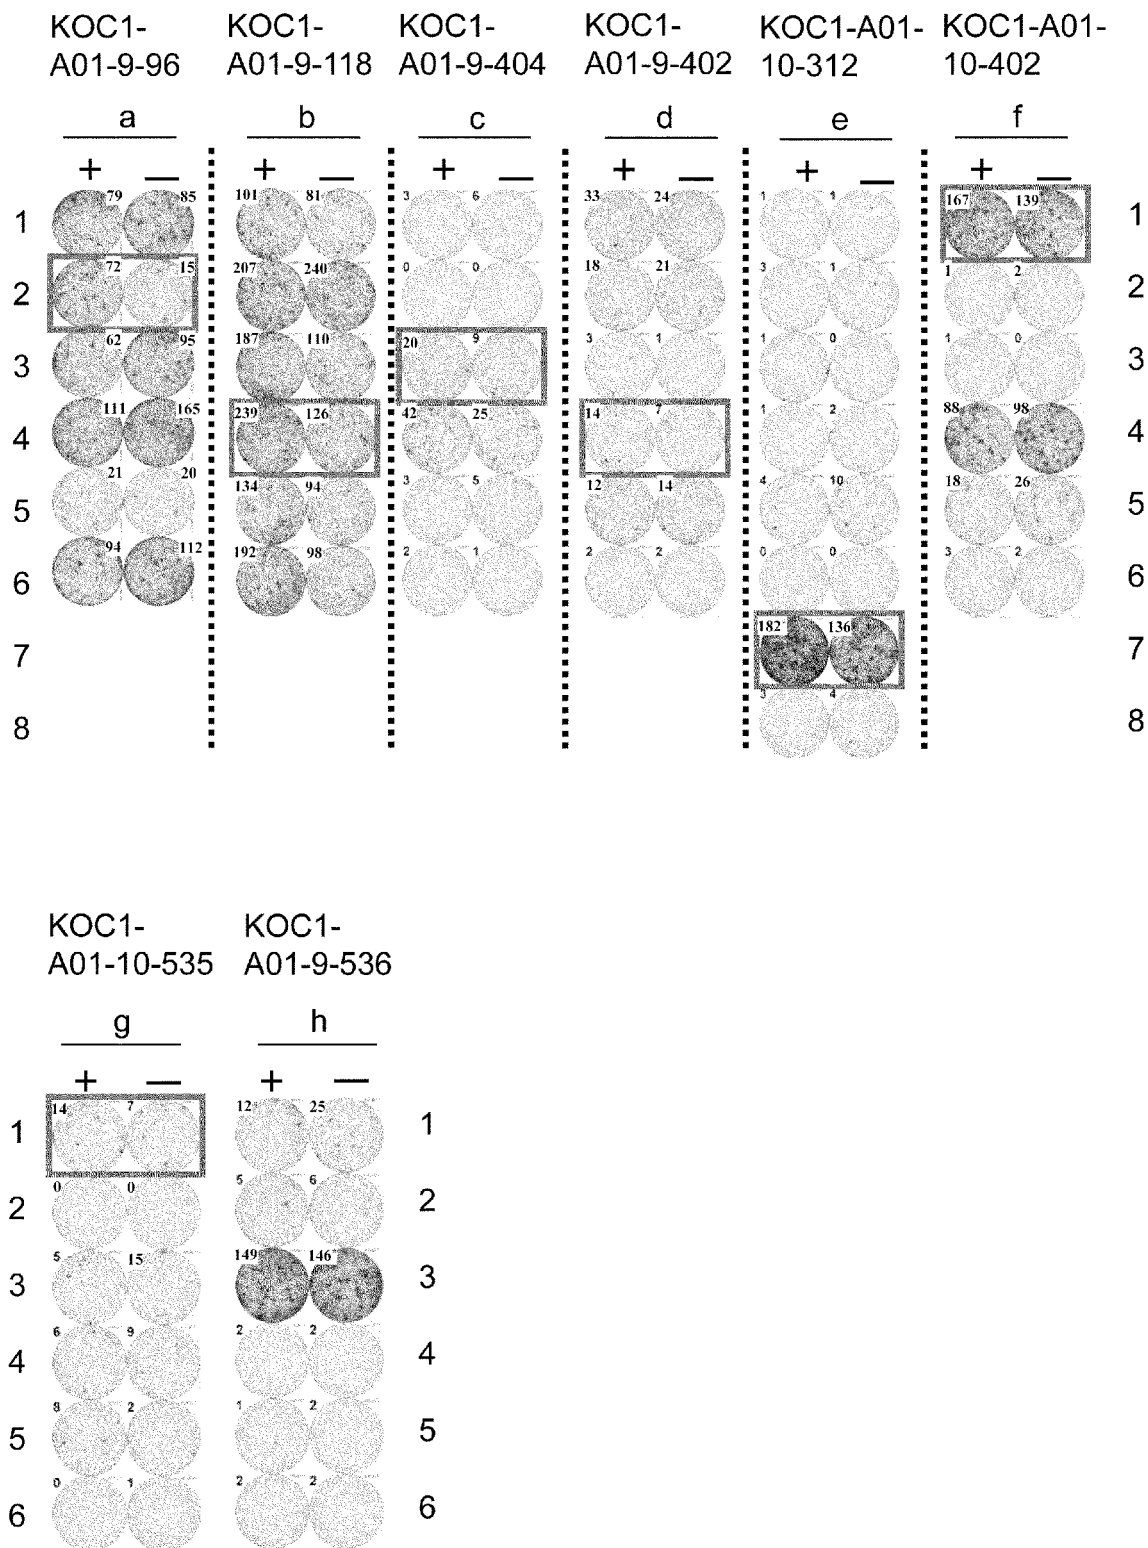 KOC1- KOC1- KOC1- KOC1- KOC1-A01- KOC1-A01-
A01-9-96 A01-9-118 A01-9-404 A01-9-402 10-312 10-402
a b c d e f
+ — + — + — + — + — + —
1 79 85 101 81 3 6 33 24 1 1 167 139 1
2 72 15 207 240 0 0 18 21 3 1 1 2 2
3 62 95 187 110 20 9 3 1 1 0 1 0 3
4 111 165 239 126 42 25 14 7 1 2 88 98 4
5 21 20 134 94 3 5 12 14 4 10 18 26 5
6 94 112 192 98 2 1 2 2 0 0 3 2 6
7 182 136 7
8 3 4 8
KOC1- KOC1-
A01-10-535 A01-9-536
g h
+ — + —
1 14 7 12 25 1
2 0 0 5 6 2
3 5 15 149 146 3
4 6 9 2 2 4
5 8 2 1 2 5
6 0 1 2 2 6